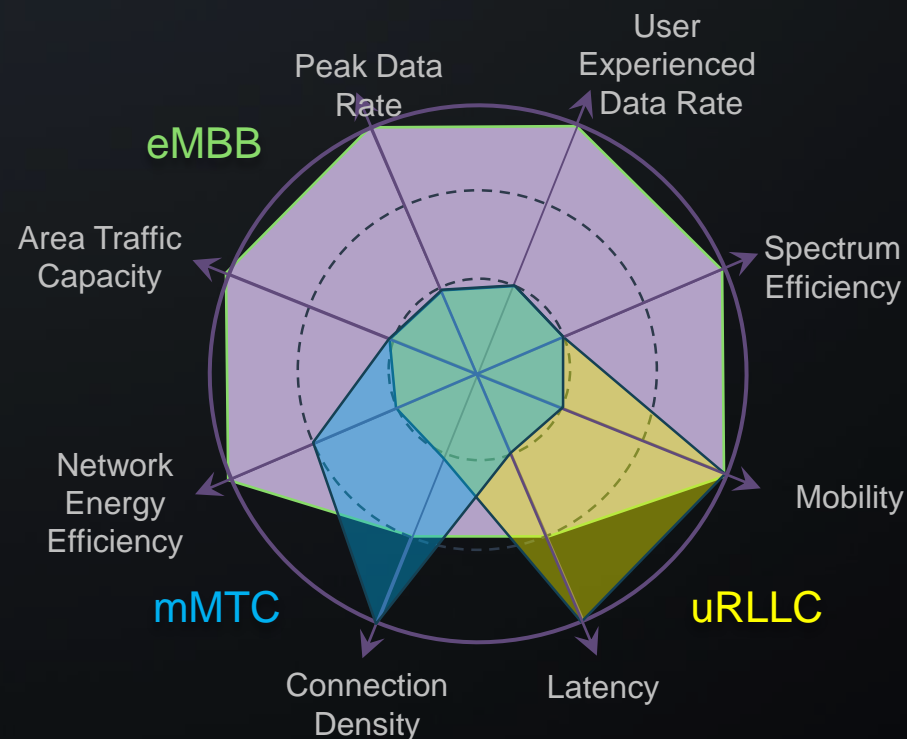 User
Experienced
Data Rate
Peak Data
Rate
eMBB
Area Traffic
Capacity
Spectrum
Efficiency
Network
Energy
Efficiency
Mobility
mMTC
uRLLC
Connection
Density
Latency